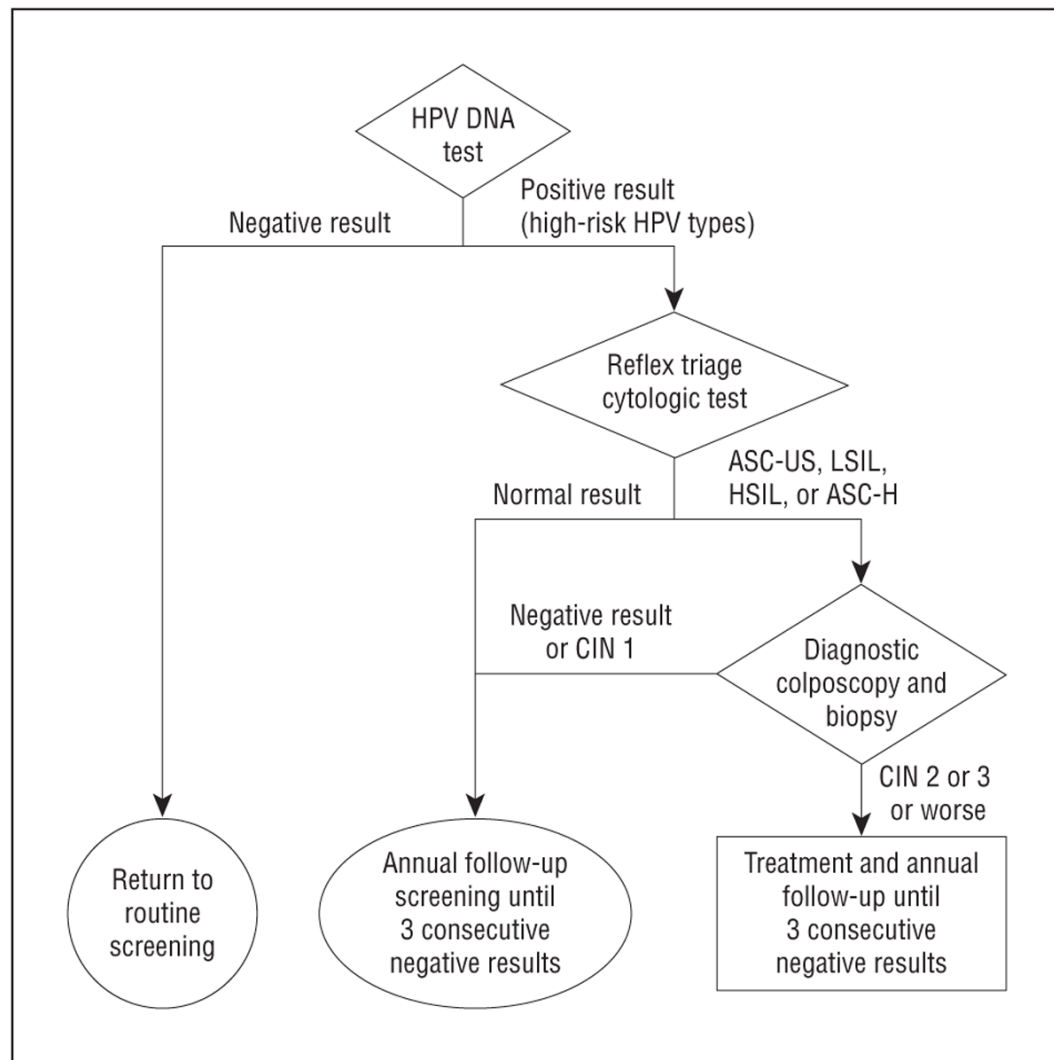 HPV DNA
test
Negative result
Positive result
(high-risk HPV types)
Reflex triage
cytologic test
Normal result
ASC-US, LSIL,
HSIL, or ASC-H
Negative result
or CIN 1
Diagnostic
colposcopy and
biopsy
CIN 2 or 3
or worse
Return to
routine
screening
Annual follow-up
screening until
3 consecutive
negative results
Treatment and annual
follow-up until
3 consecutive
negative results